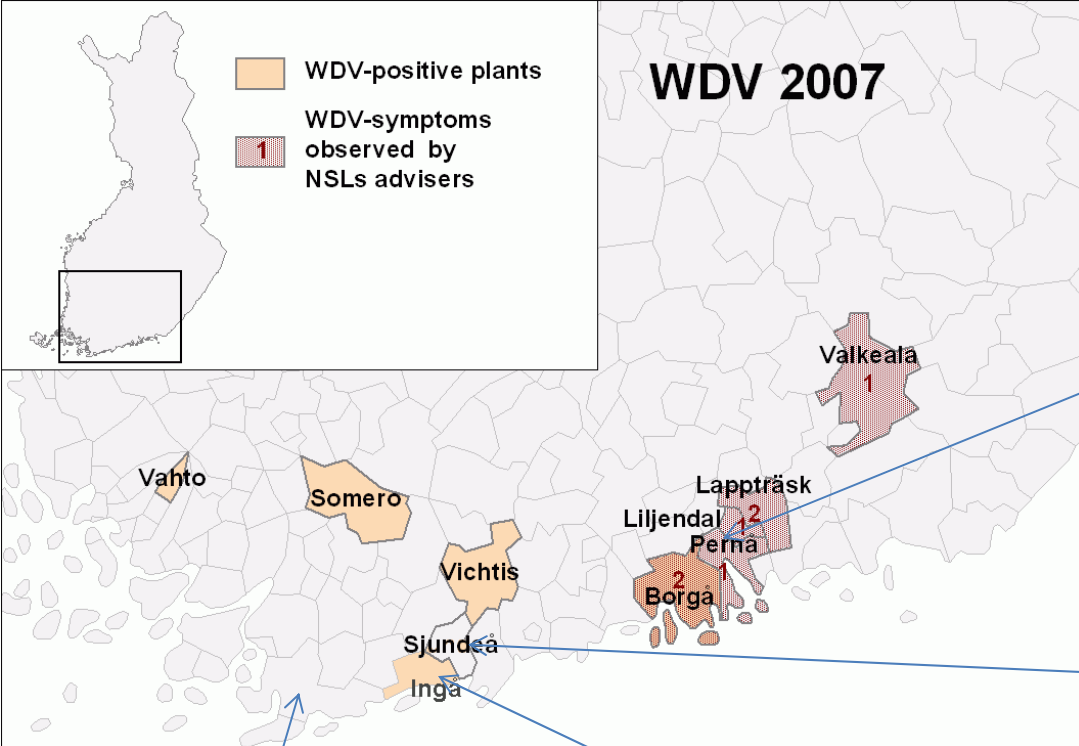 WDV-positive plants
WDV-symptoms
observed by
NSLs advisers
1
WDV 2007
Valkeala
1
Vahto
Somero
Lappträsk
2
Liljendal
1
Pernå
Vichtis
1
2
Borgå
Sjundeå
Ingå